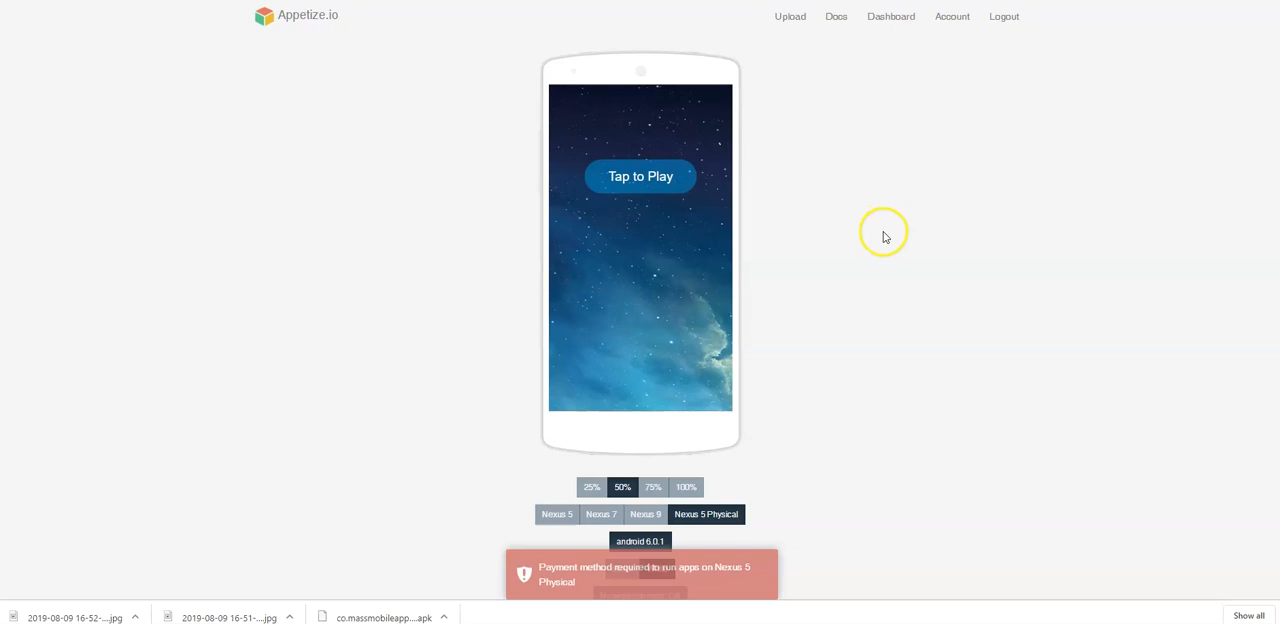 Appetize.io
Upload Docs Dashboard Account Logout
Tap to Play
25% 50% 75% 100%
Nexus 5 Nexus 7 Nexus 9 Nexus 5 Physical
android 6.0.1
Payment method required to run apps on Nexus 5
Physical
2019-08-09 16-52-....jpg 2019-08-09 16-51-....jpg co.massmobileapp....apk Show all